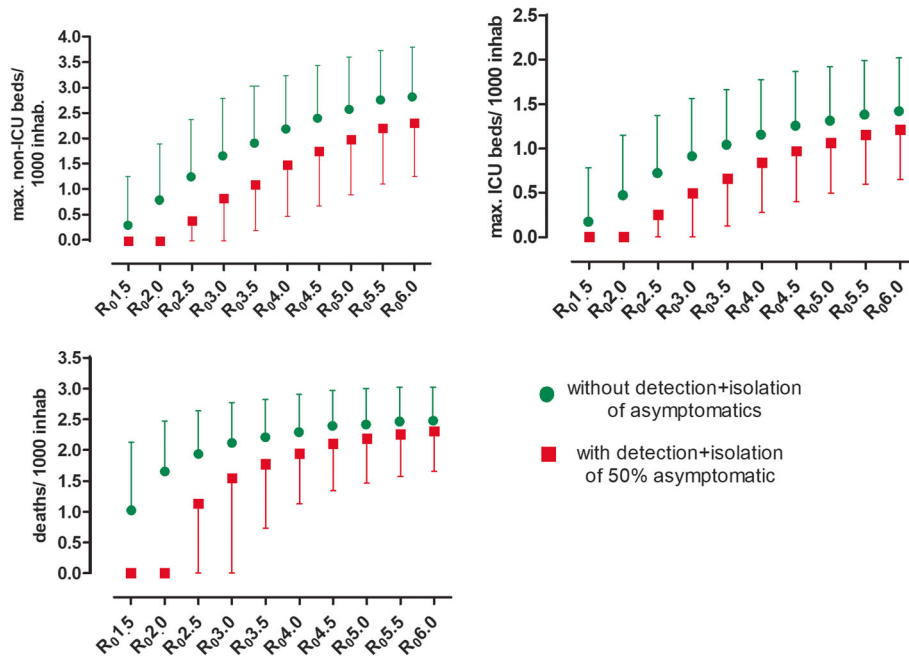 max. non-ICU beds/
1000 inhab.
4.0
3.5
3.0
2.5
2.0
1.5
1.0
0.5
0.0
R₀1.5
R₀2.0
R₀2.5
R₀3.0
R₀3.5
R₀4.0
R₀4.5
R₀5.0
R₀5.5
R₀6.0
max. ICU beds/ 1000 inhab
2.5
2.0
1.5
1.0
0.5
0.0
R₀1.5
R₀2.0
R₀2.5
R₀3.0
R₀3.5
R₀4.0
R₀4.5
R₀5.0
R₀5.5
R₀6.0
deaths/ 1000 inhab
3.5
3.0
2.5
2.0
1.5
1.0
0.5
0.0
R₀1.5
R₀2.0
R₀2.5
R₀3.0
R₀3.5
R₀4.0
R₀4.5
R₀5.0
R₀5.5
R₀6.0
without detection+isolation
of asymptomatics
with detection+isolation
of 50% asymptomatic